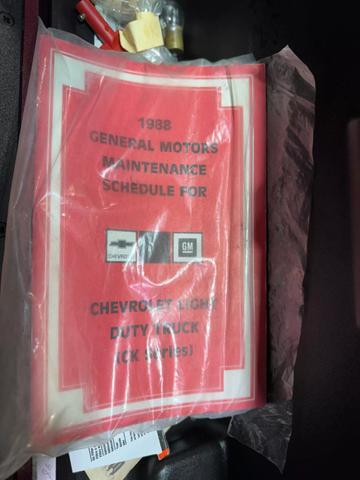 1988
GENERAL MOTORS
MAINTENANCE
SCHEDULE FOR
CHEVROLET
GM
CHEVROLET LIGHT
DUTY TRUCK
(CK Series)